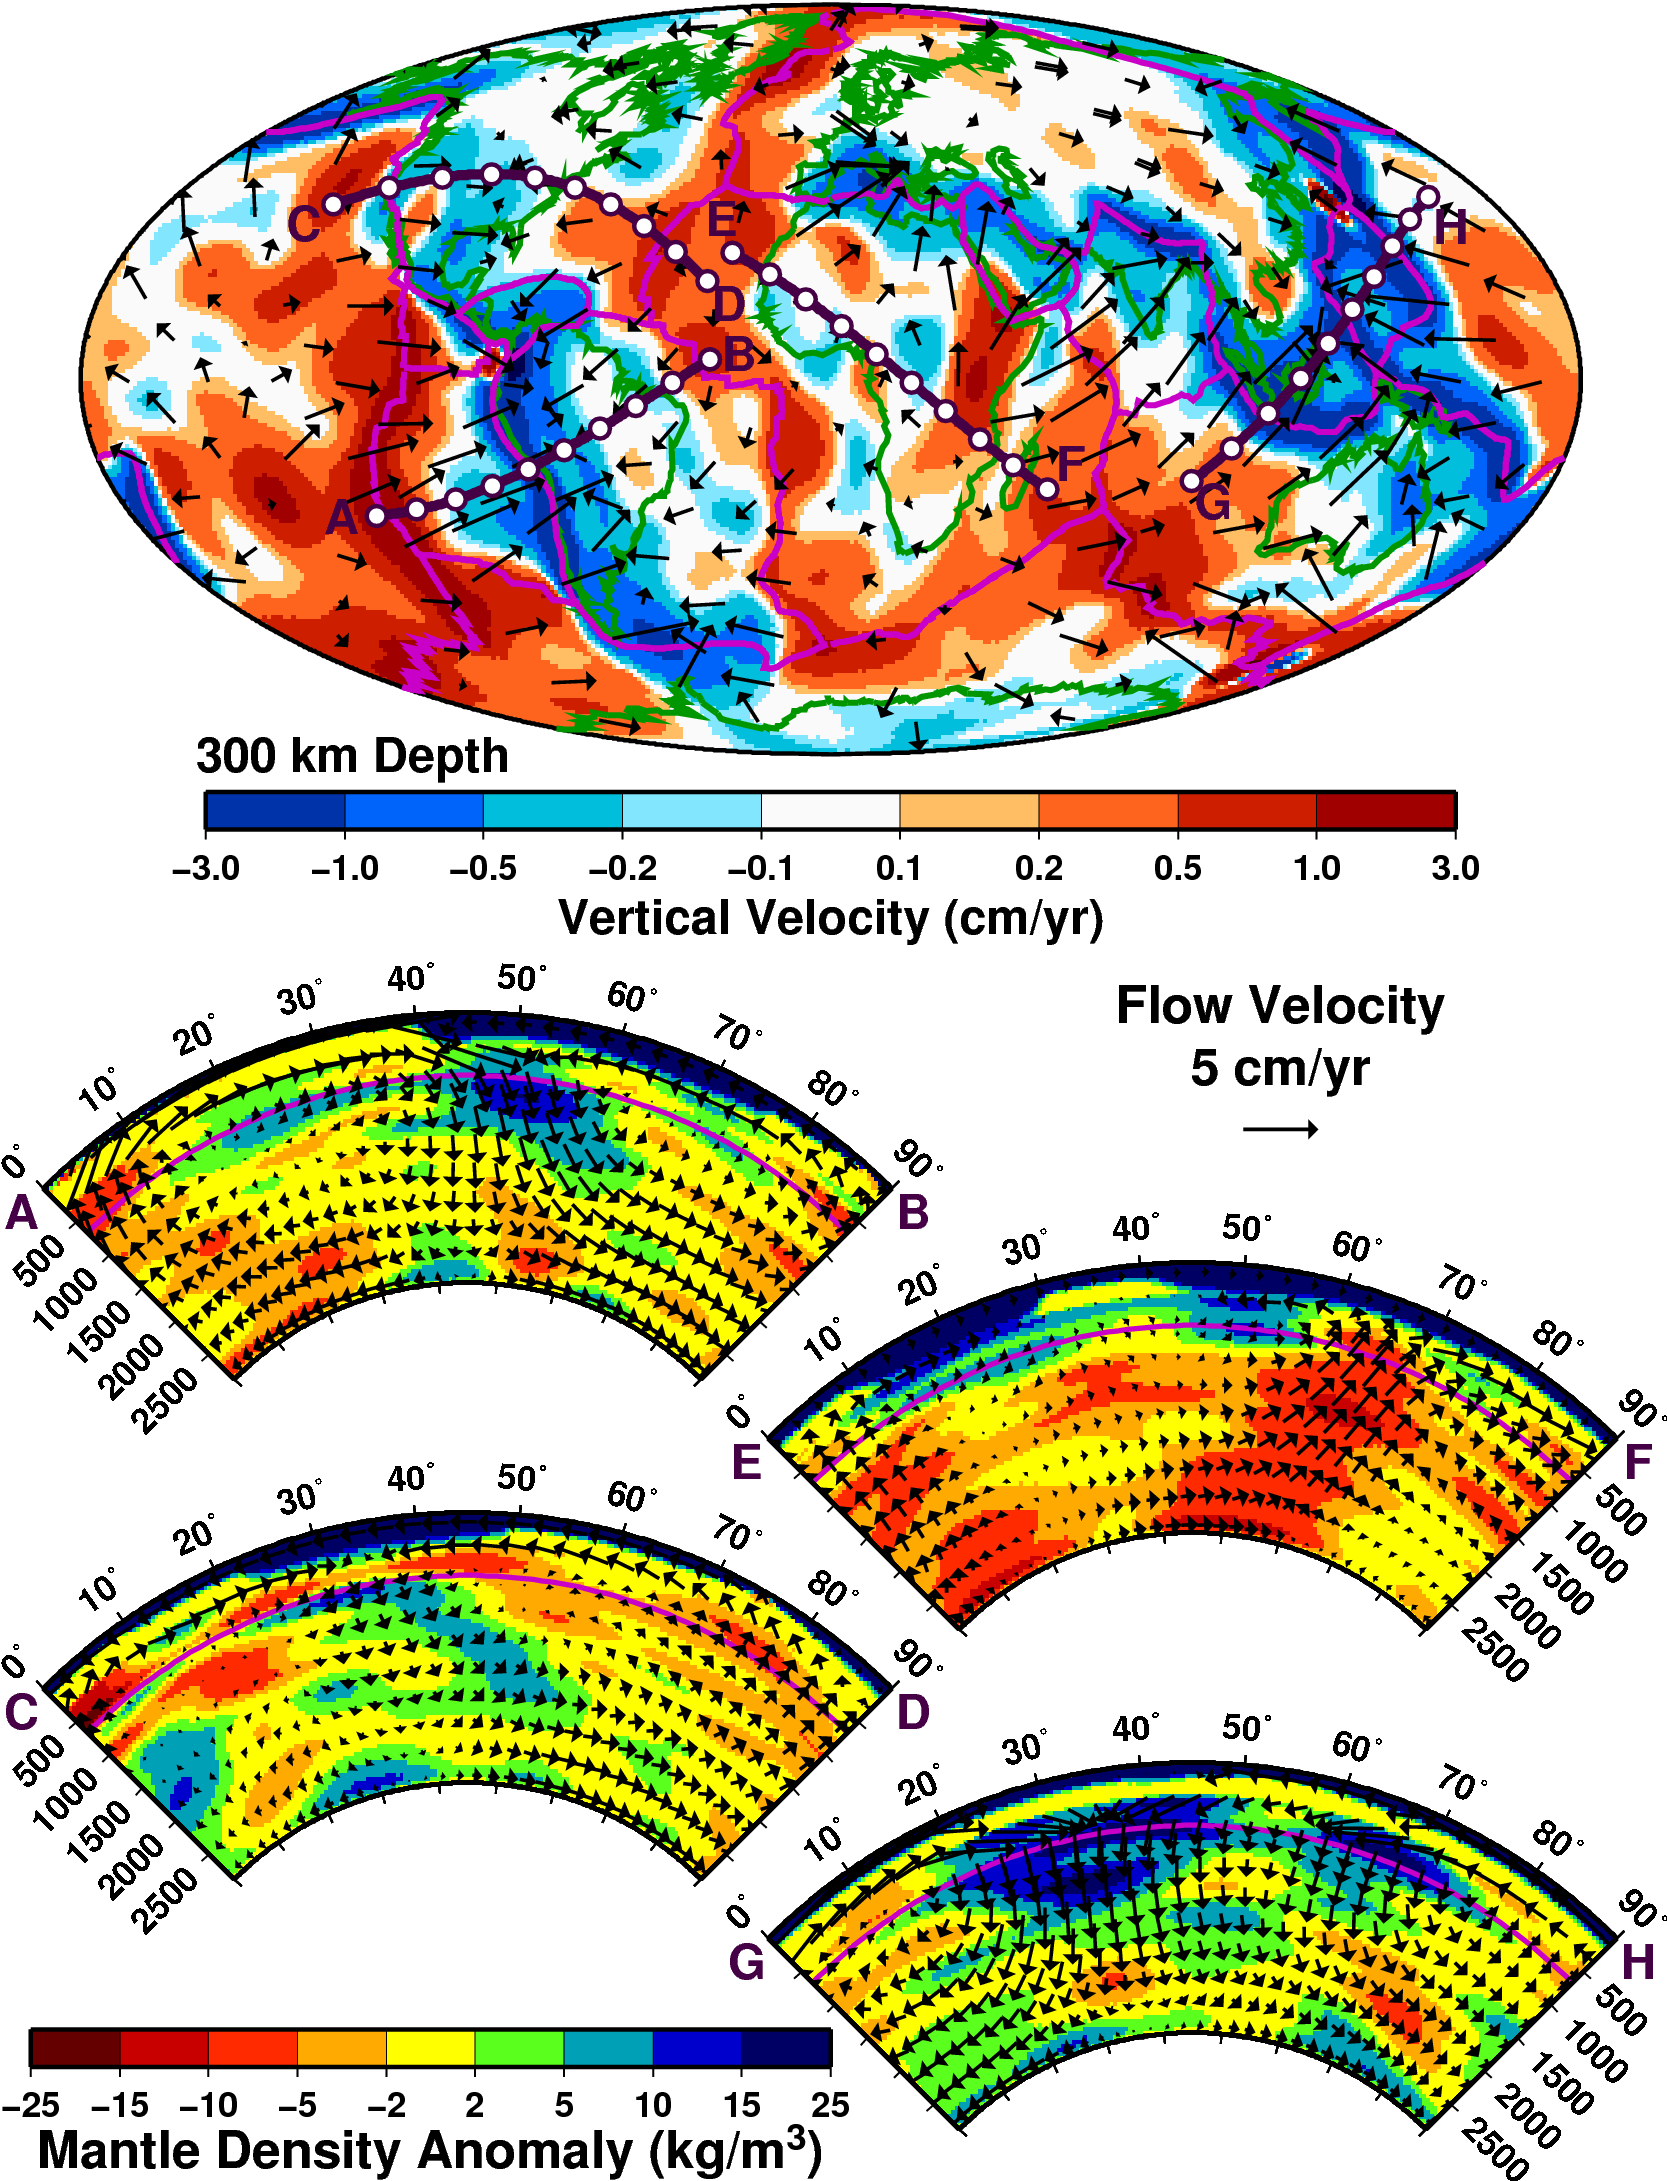 C
E
H
D
B
A
F
G
300 km Depth
−3.0 −1.0 −0.5 −0.2 −0.1 0.1 0.2 0.5 1.0 3.0
Vertical Velocity (cm/yr)
Flow Velocity
5 cm/yr
0° 10° 20° 30° 40° 50° 60° 70° 80° 90°
A B
500 1000 1500 2000 2500
0° 10° 20° 30° 40° 50° 60° 70° 80° 90°
E F
500 1000 1500 2000 2500
0° 10° 20° 30° 40° 50° 60° 70° 80° 90°
C D
500 1000 1500 2000 2500
0° 10° 20° 30° 40° 50° 60° 70° 80° 90°
G H
500 1000 1500 2000 2500
−25 −15 −10 −5 −2 2 5 10 15 25
Mantle Density Anomaly (kg/m³)